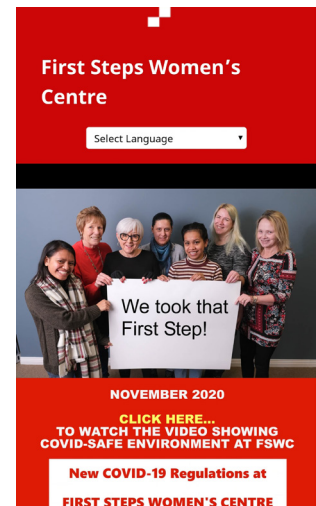 First Steps Women’s
Centre
Select Language
We took that
First Step!
NOVEMBER 2020
CLICK HERE...
TO WATCH THE VIDEO SHOWING
COVID-SAFE ENVIRONMENT AT FSWC
New COVID-19 Regulations at
FIRST STEPS WOMEN'S CENTRE